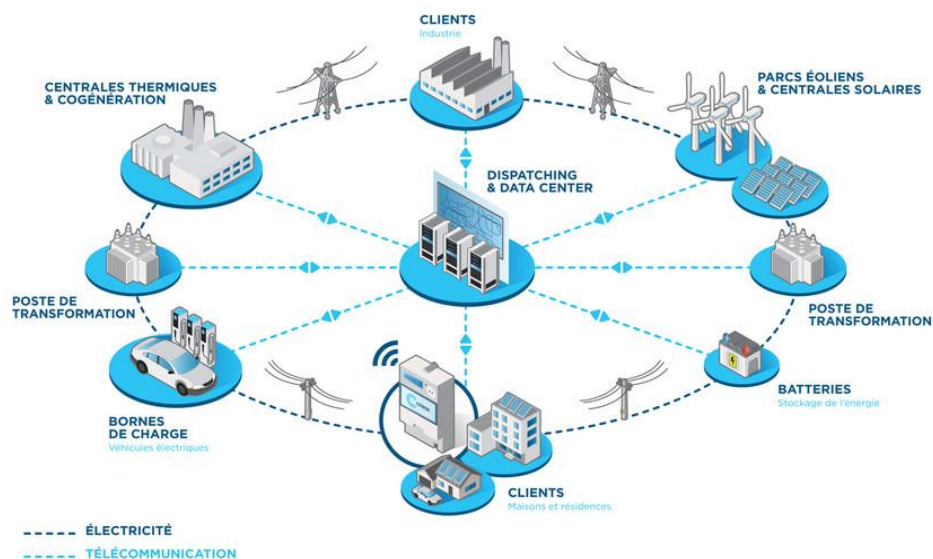 CLIENTS
Industrie
CENTRALES THERMIQUES
& COGÉNÉRATION
PARCS ÉOLIENS
& CENTRALES SOLAIRES
DISPATCHING
& DATA CENTER
POSTE DE
TRANSFORMATION
POSTE DE
TRANSFORMATION
BORNES
DE CHARGE
Véhicules électriques
BATTERIES
Stockage de l'énergie
CLIENTS
Maisons et résidences
ÉLECTRICITÉ
TÉLÉCOMMUNICATION